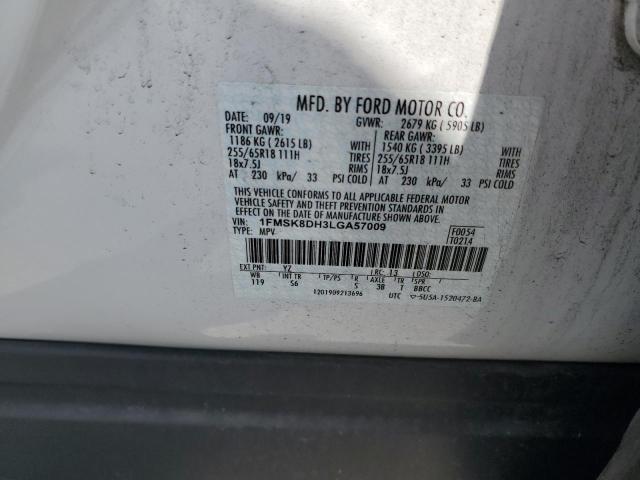 MFD. BY FORD MOTOR CO.
DATE: 09/19 GVWR: 2679 KG ( 5905 LB)
FRONT GAWR: REAR GAWR:
1186 KG ( 2615 LB) WITH 1540 KG ( 3395 LB) WITH
255/65R18 111H TIRES 255/65R18 111H TIRES
18x7.5J RIMS 18x7.5J RIMS
AT 230 kPa/ 33 PSI COLD AT 230 kPa/ 33 PSI COLD
THIS VEHICLE CONFORMS TO ALL APPLICABLE FEDERAL MOTOR
VEHICLE SAFETY AND THEFT PREVENTION STANDARDS IN
EFFECT ON THE DATE OF MANUFACTURE SHOWN ABOVE.
VIN: 1FMSK8DH3LGA57009 F0054
TYPE: MPV T0214
EXT PNT: YZ RC: 13 DSO:
WB INT TR TP/PS R AXLE TR SPR
119 S6 S 3B T BBCC
1201909213696 UTC 5U5A-1520472-BA